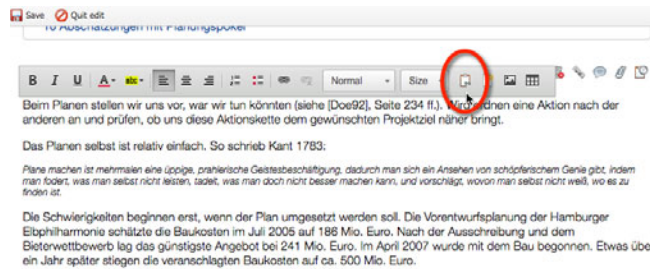 Save Quit edit
10 Abschätzungen mit Planungspoker
B I U A abc Normal Size
Beim Planen stellen wir uns vor, war wir tun könnten (siehe [Doe92], Seite 234 ff.). Wir ordnen eine Aktion nach der
anderen an und prüfen, ob uns diese Aktionskette dem gewünschten Projektziel näher bringt.
Das Planen selbst ist relativ einfach. So schrieb Kant 1783:
Plane machen ist mehrmalen eine üppige, prahlerische Geistesbeschäftigung, dadurch man sich ein Ansehen von schöpferischem Genie gibt, indem
man fodert, was man selbst nicht leisten, tadelt, was man doch nicht besser machen kann, und vorschlägt, wovon man selbst nicht weiß, wo es zu
finden ist.
Die Schwierigkeiten beginnen erst, wenn der Plan umgesetzt werden soll. Die Vorentwurfsplanung der Hamburger
Elbphilharmonie schätzte die Baukosten im Juli 2005 auf 186 Mio. Euro. Nach der Ausschreibung und dem
Bieterwettbewerb lag das günstigste Angebot bei 241 Mio. Euro. Im April 2007 wurde mit dem Bau begonnen. Etwas übe
ein Jahr später stiegen die veranschlagten Baukosten auf ca. 500 Mio. Euro.